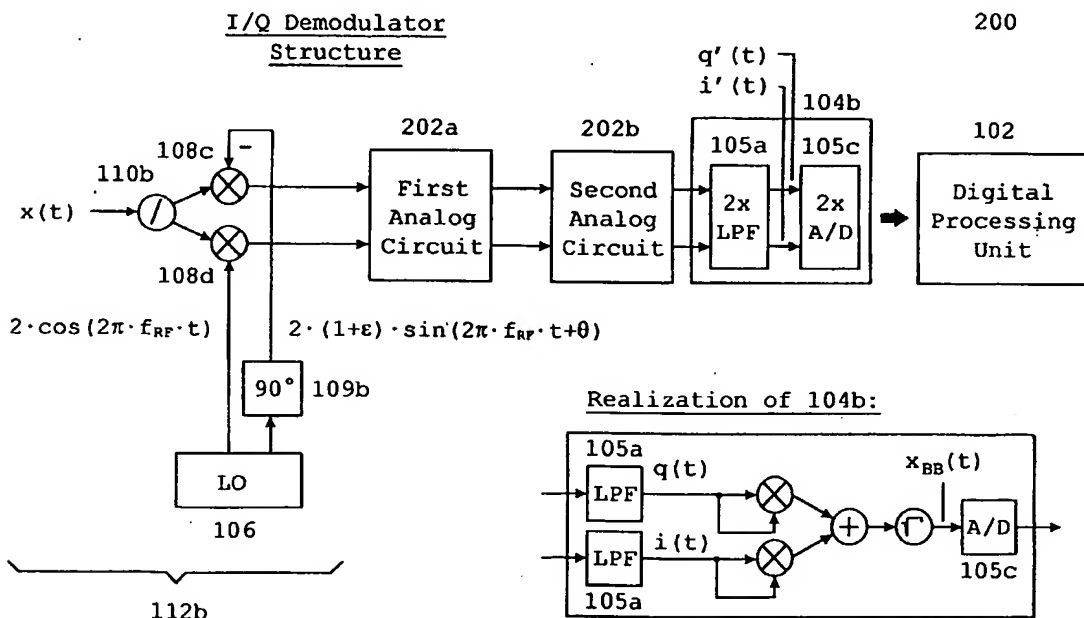 I/Q Demodulator
Structure
200
q'(t)
i'(t)
104b
202a
202b
105a
105c
102
108c
−
110b
x(t)
/
108d
First
Analog
Circuit
Second
Analog
Circuit
2x
LPF
2x
A/D
Digital
Processing
Unit
2·cos(2π·fRF·t)
2·(1+ε)·sin(2π·fRF·t+θ)
90°
109b
LO
106
112b
Realization of 104b:
105a
LPF
q(t)
xBB(t)
+
√
A/D
105c
LPF
i(t)
105a